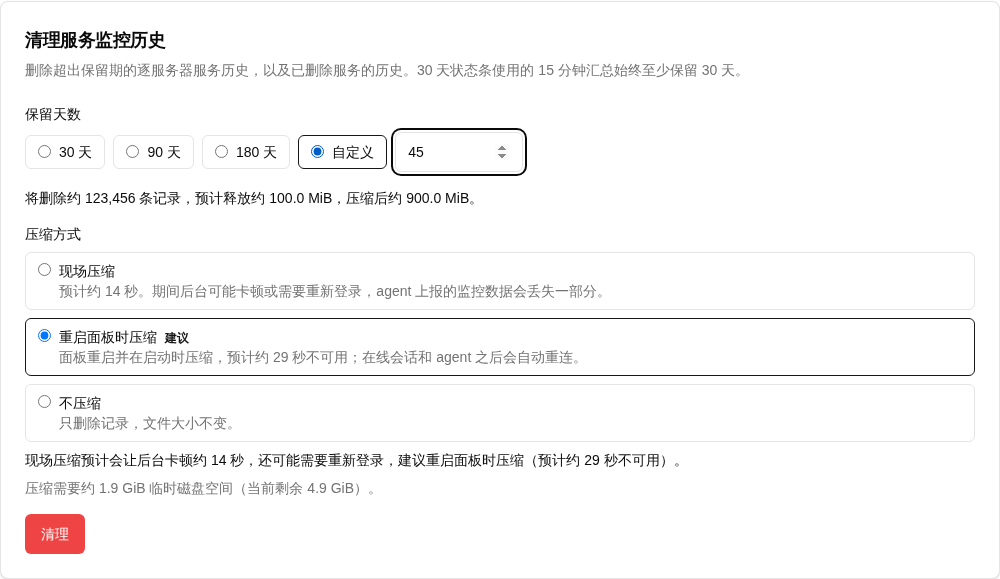 清理服务监控历史
删除超出保留期的逐服务器服务历史，以及已删除服务的历史。30 天状态条使用的 15 分钟汇总始终至少保留 30 天。
保留天数
30 天 90 天 180 天 自定义 45
将删除约 123,456 条记录，预计释放约 100.0 MiB，压缩后约 900.0 MiB。
压缩方式
现场压缩
预计约 14 秒。期间后台可能卡顿或需要重新登录，agent 上报的监控数据会丢失一部分。
重启面板时压缩 建议
面板重启并在启动时压缩，预计约 29 秒不可用；在线会话和 agent 之后会自动重连。
不压缩
只删除记录，文件大小不变。
现场压缩预计会让后台卡顿约 14 秒，还可能需要重新登录，建议重启面板时压缩（预计约 29 秒不可用）。
压缩需要约 1.9 GiB 临时磁盘空间（当前剩余 4.9 GiB）。
清理